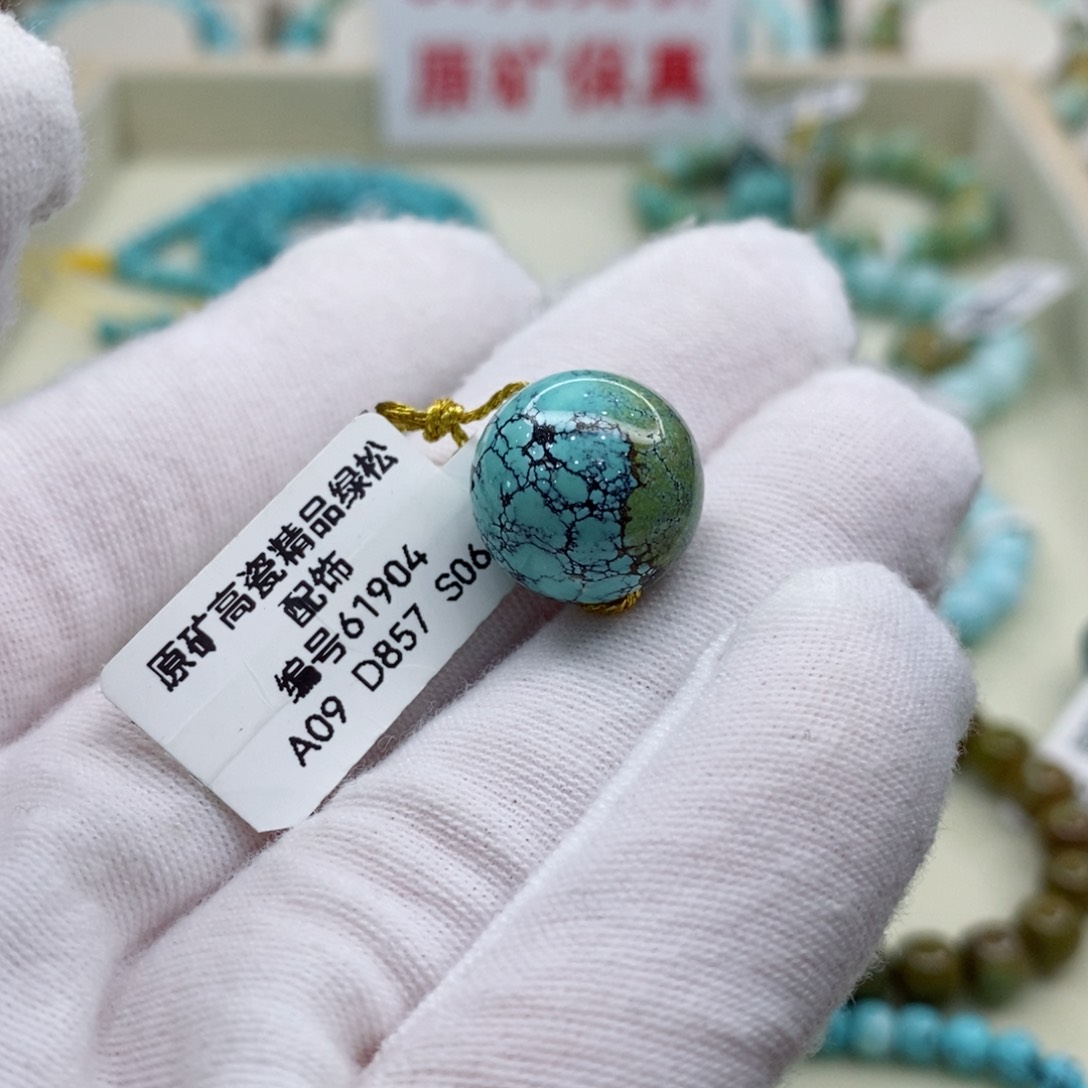 原矿保真
原矿高瓷精品绿松
配饰
编号61904
A09 D857 S06